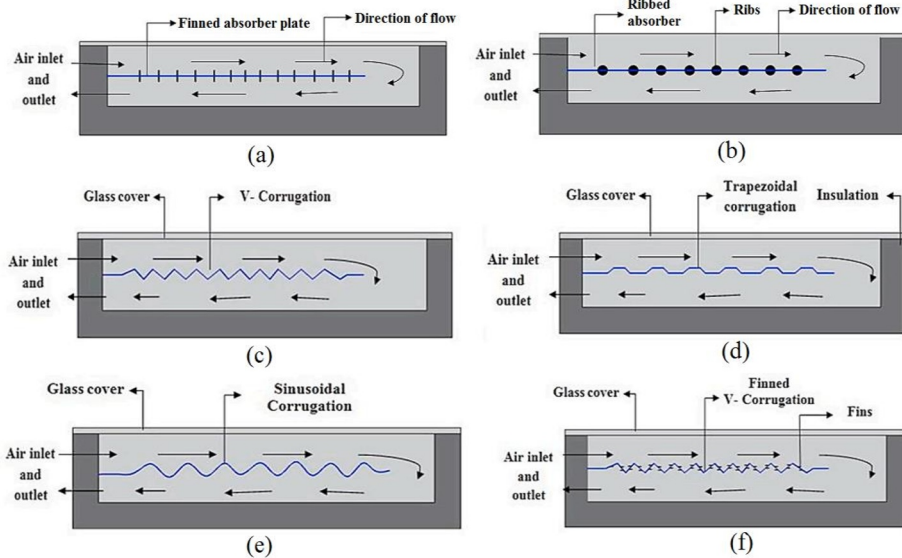 Finned absorber plate
Direction of flow
Air inlet
and
outlet
(a)
Ribbed
absorber
Ribs
Direction of flow
Air inlet
and
outlet
(b)
Glass cover
V- Corrugation
Air inlet
and
outlet
(c)
Glass cover
Trapezoidal
corrugation
Insulation
Air inlet
and
outlet
(d)
Glass cover
Sinusoidal
Corrugation
Air inlet
and
outlet
(e)
Glass cover
Finned
V- Corrugation
Fins
Air inlet
and
outlet
(f)